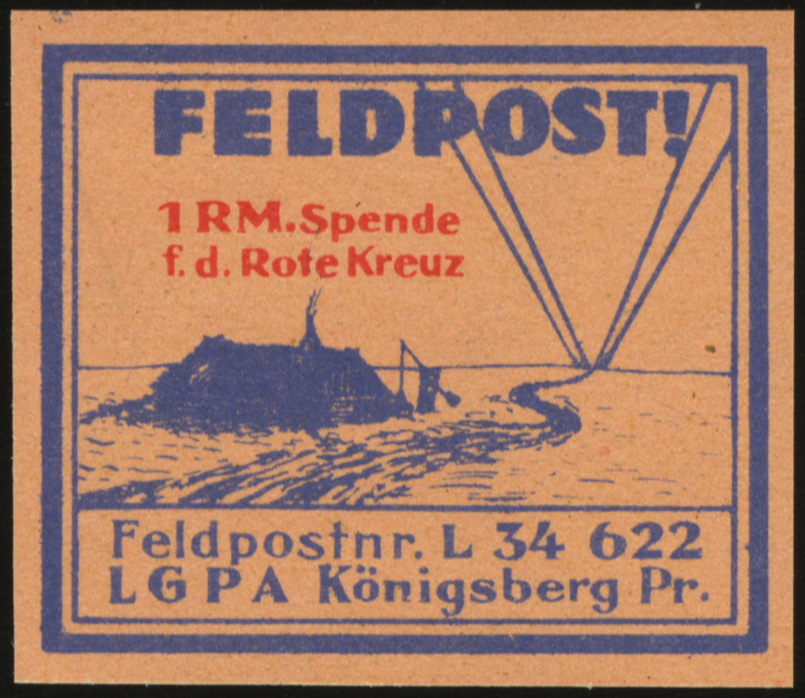 FELDPOST!
1 RM. Spende
f. d. Rote Kreuz
Feldpostnr. L 34 622
LGPA Königsberg Pr.